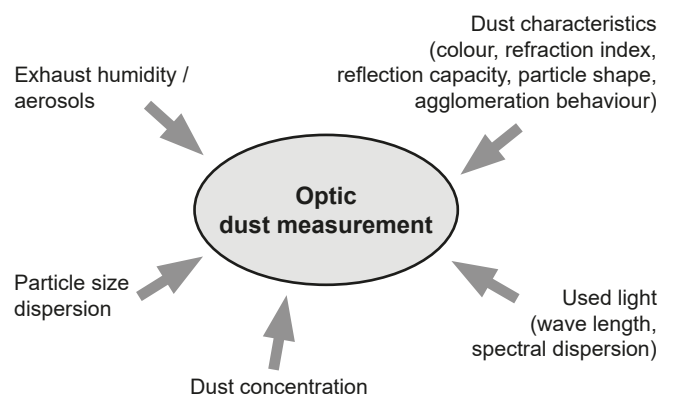 Dust characteristics
(colour, refraction index,
reflection capacity, particle shape,
agglomeration behaviour)
Exhaust humidity /
aerosols
Optic
dust measurement
Particle size
dispersion
Used light
(wave length,
spectral dispersion)
Dust concentration